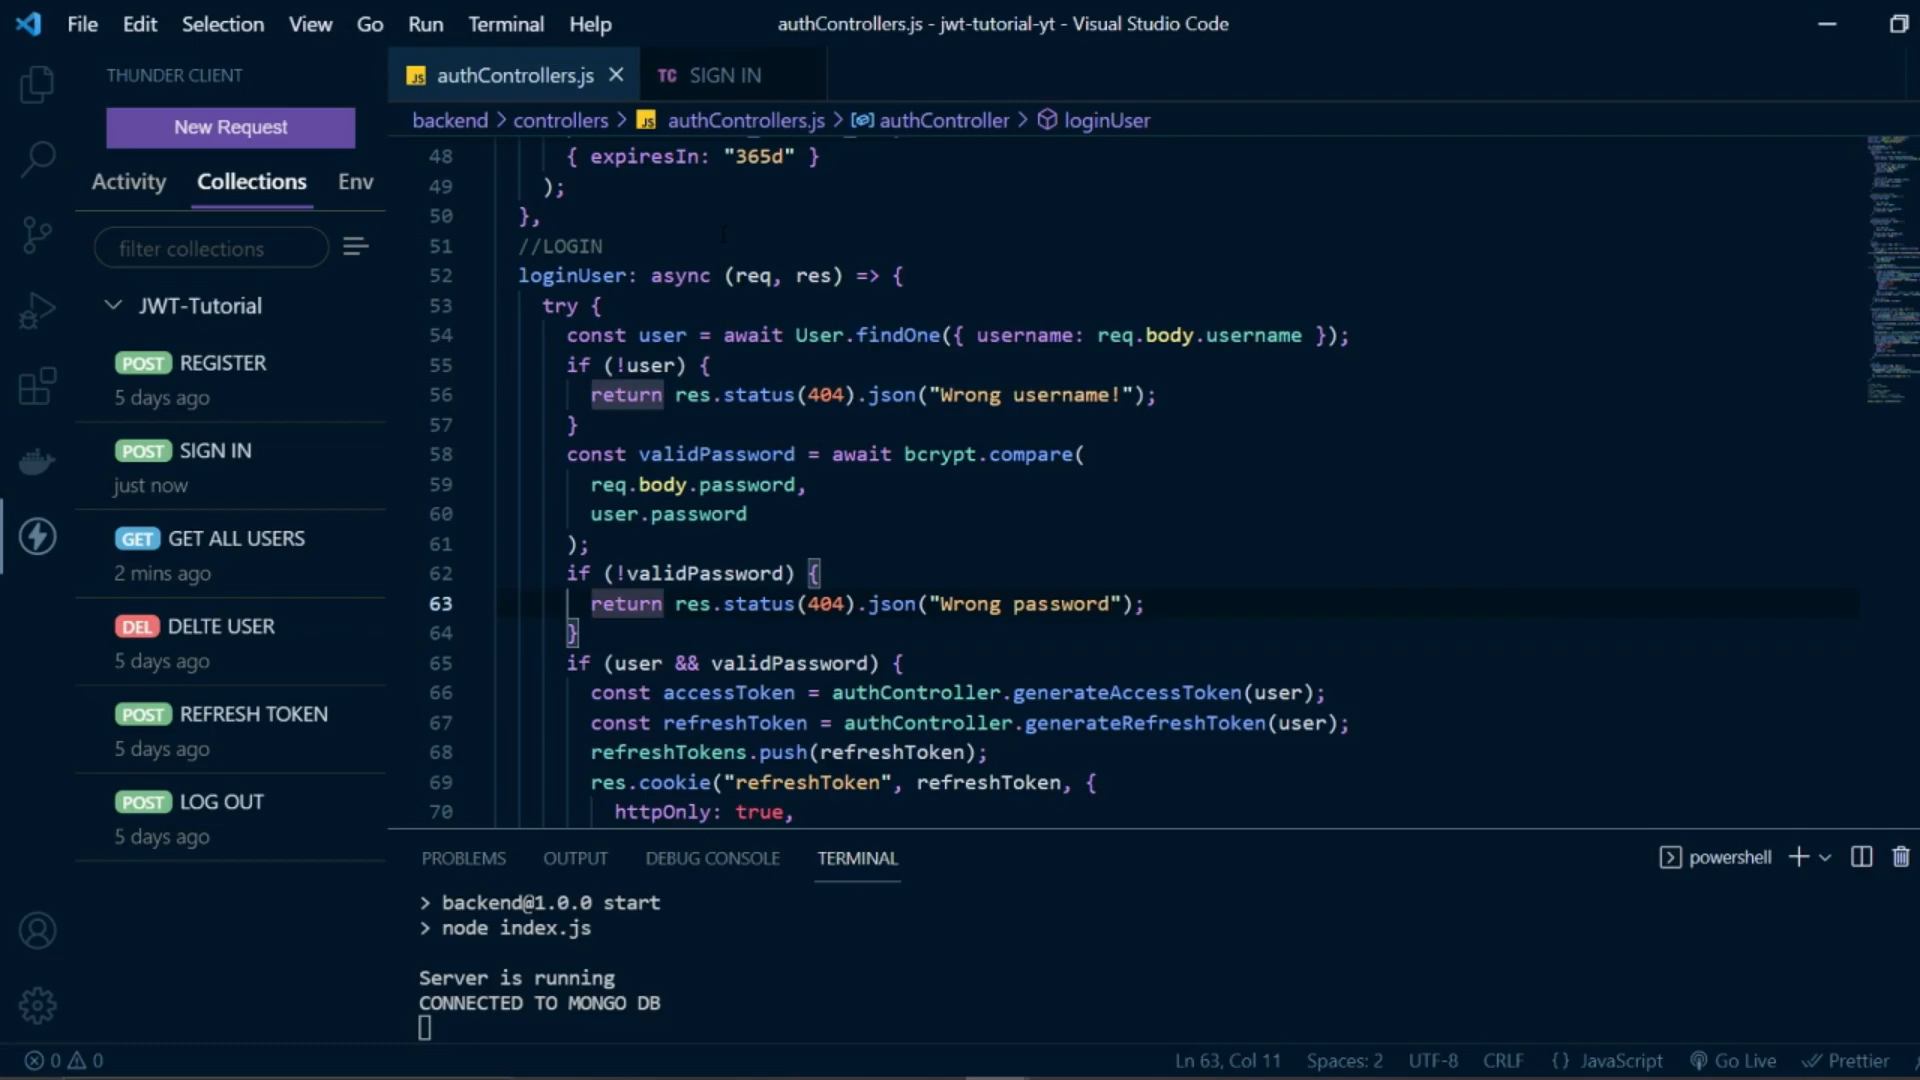 File Edit Selection View Go Run Terminal Help
authControllers.js - jwt-tutorial-yt - Visual Studio Code
THUNDER CLIENT
New Request
Activity Collections Env
filter collections
JWT-Tutorial
POST REGISTER
5 days ago
POST SIGN IN
just now
GET GET ALL USERS
2 mins ago
DEL DELTE USER
5 days ago
POST REFRESH TOKEN
5 days ago
POST LOG OUT
5 days ago
JS authControllers.js TC SIGN IN
backend > controllers > JS authControllers.js > authController > loginUser
48 { expiresIn: "365d" }
49 );
50 },
51 //LOGIN
52 loginUser: async (req, res) => {
53 try {
54 const user = await User.findOne({ username: req.body.username });
55 if (!user) {
56 return res.status(404).json("Wrong username!");
57 }
58 const validPassword = await bcrypt.compare(
59 req.body.password,
60 user.password
61 );
62 if (!validPassword) {
63 return res.status(404).json("Wrong password");
64 }
65 if (user && validPassword) {
66 const accessToken = authController.generateAccessToken(user);
67 const refreshToken = authController.generateRefreshToken(user);
68 refreshTokens.push(refreshToken);
69 res.cookie("refreshToken", refreshToken, {
70 httpOnly: true,
PROBLEMS OUTPUT DEBUG CONSOLE TERMINAL
powershell
> backend@1.0.0 start
> node index.js
Server is running
CONNECTED TO MONGO DB
0 0
Ln 63, Col 11 Spaces: 2 UTF-8 CRLF {} JavaScript Go Live Prettier